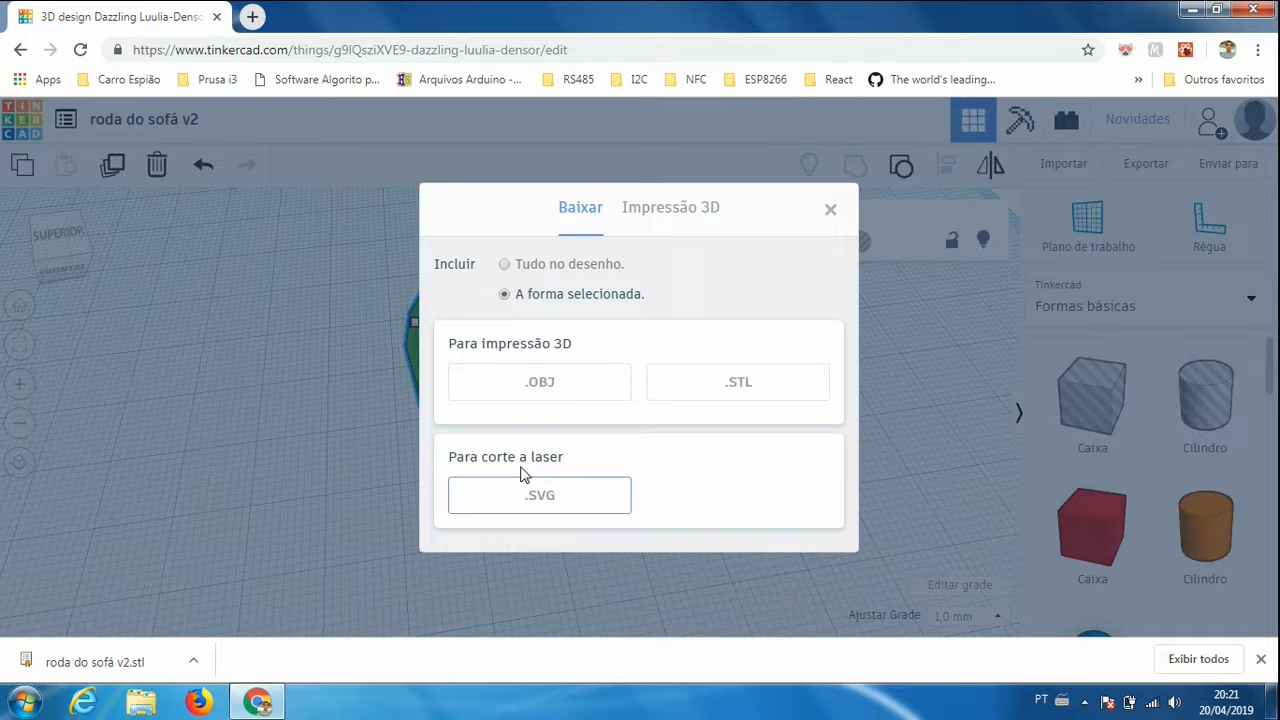 3D design Dazzling Luulia-Denso
https://www.tinkercad.com/things/g9lQsziXVE9-dazzling-luulia-densor/edit
Apps Carro Espião Prusa i3 Software Algorito p... Arquivos Arduino -... RS485 I2C NFC ESP8266 React The world's leading... » Outros favoritos
TIN
KER
CAD
roda do sofá v2
Novidades
Importar Exportar Enviar para
SUPERIOR
Baixar Impressão 3D
Incluir Tudo no desenho.
A forma selecionada.
Para impressão 3D
.OBJ .STL
Para corte a laser
.SVG
Plano de trabalho Régua
Tinkercad
Formas básicas
Caixa Cilindro
Caixa Cilindro
Editar grade
Ajustar Grade 1,0 mm
roda do sofá v2.stl
Exibir todos
PT
20:21
20/04/2019